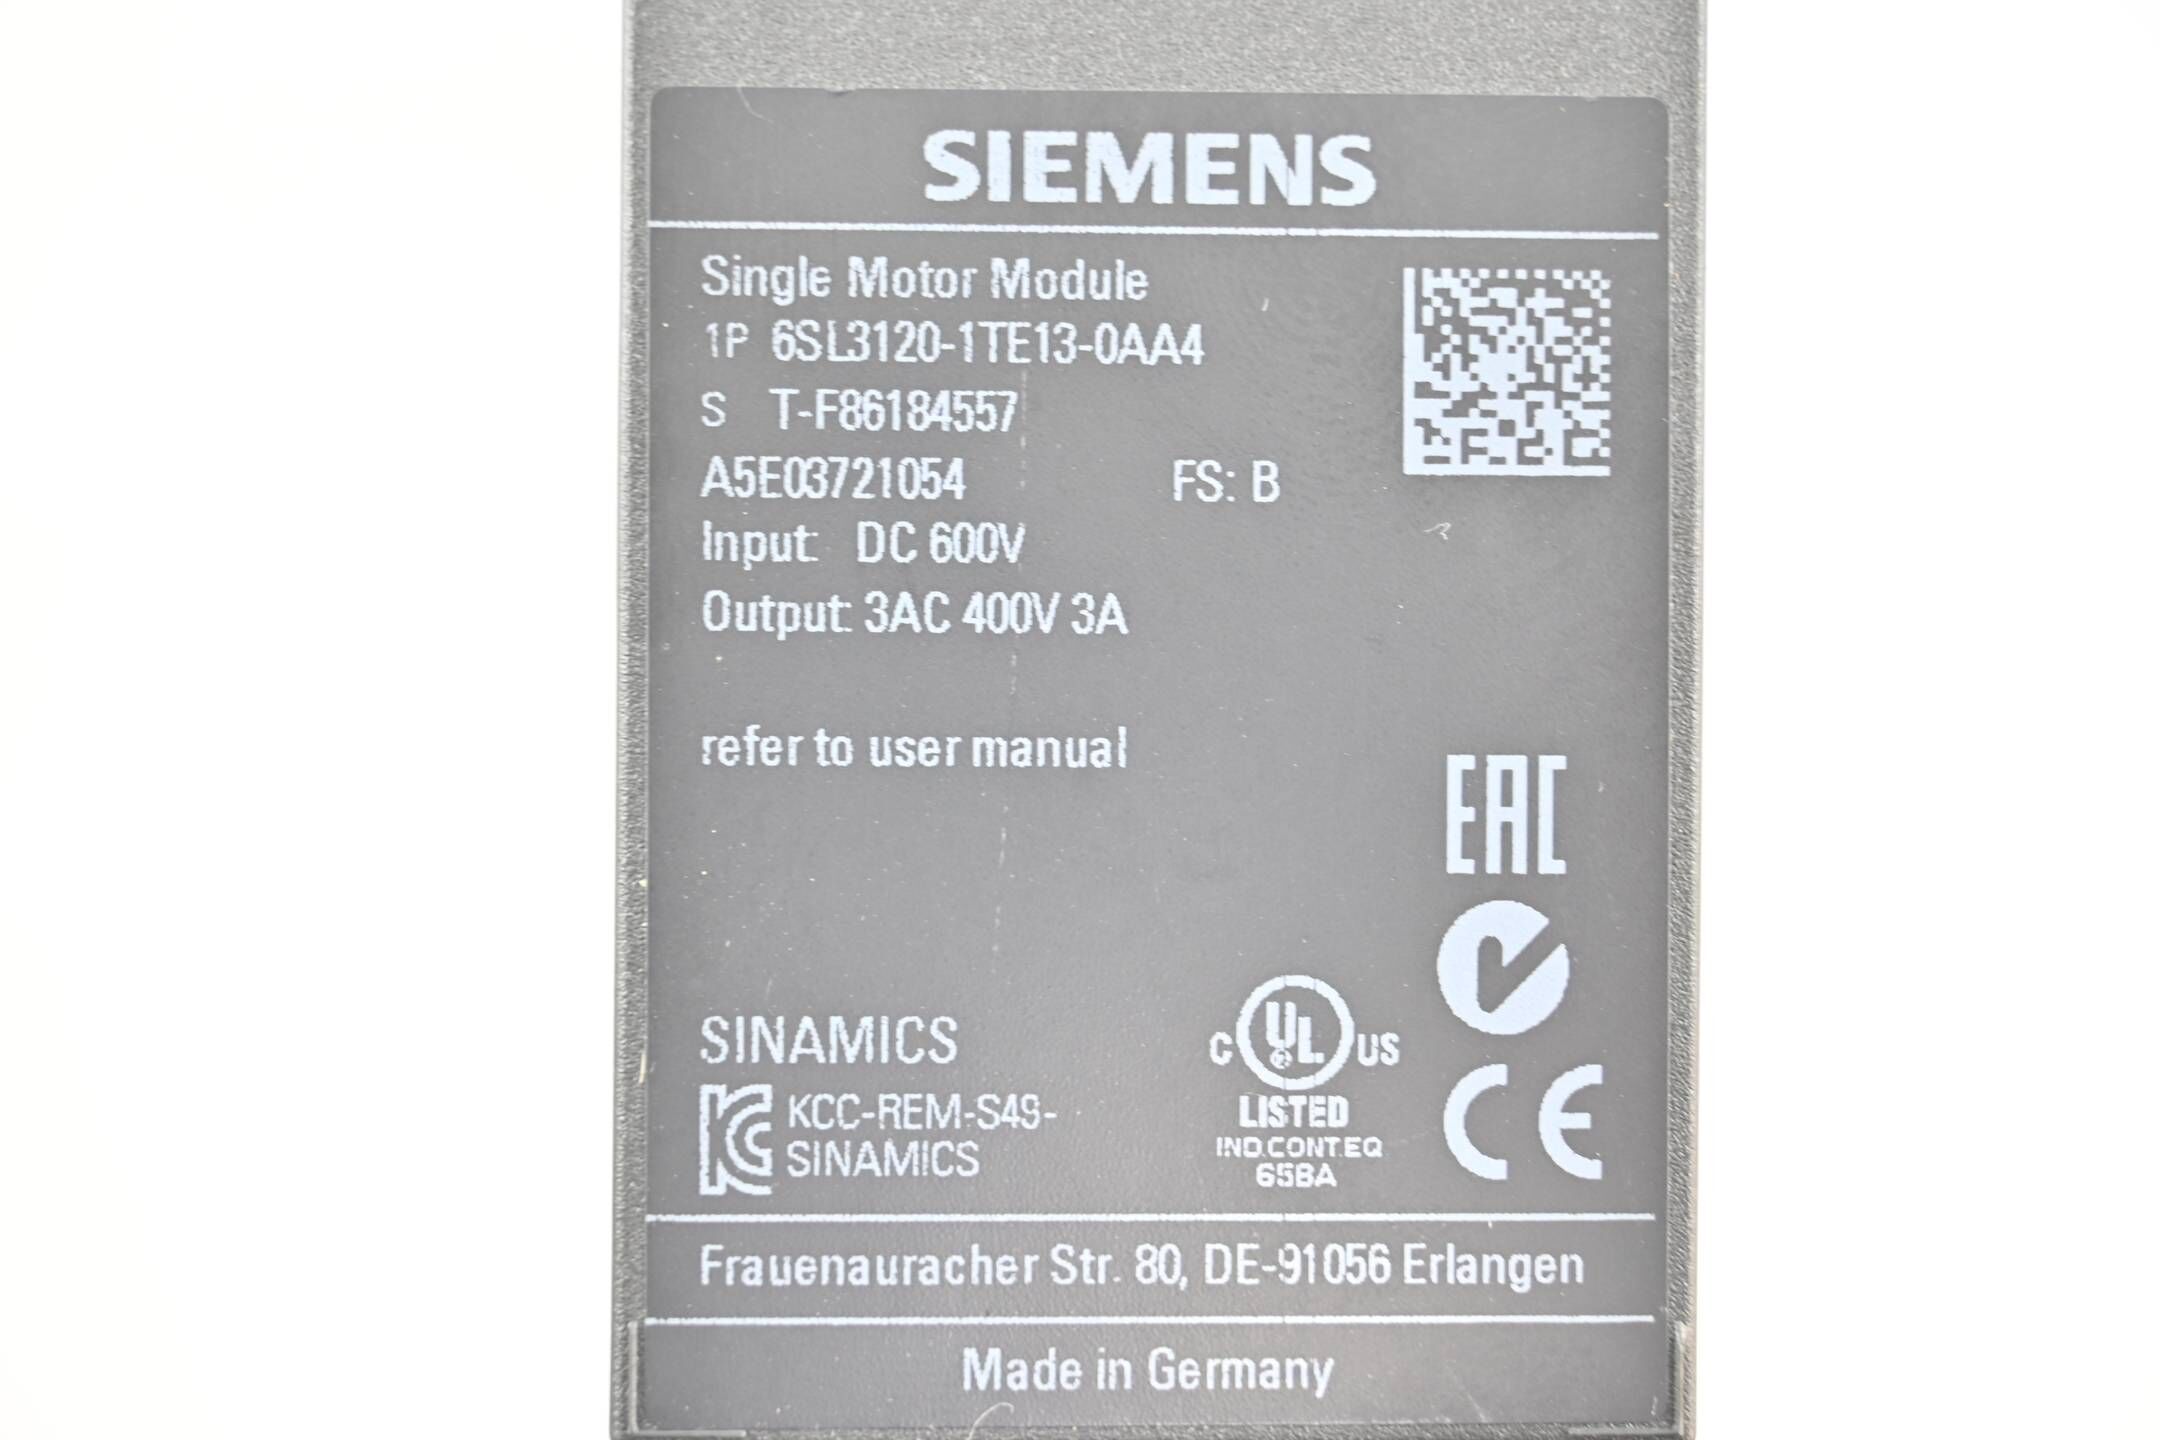 SIEMENS
Single Motor Module
1P 6SL3120-1TE13-0AA4
S T-F86184557
A5E03721054 FS: B
Input: DC 600V
Output: 3AC 400V 3A
refer to user manual
EAC
SINAMICS
C UL US
LISTED
IND.CONT.EQ
65BA
KCC-REM-S49-
SINAMICS
CE
Frauenauracher Str. 80, DE-91056 Erlangen
Made in Germany